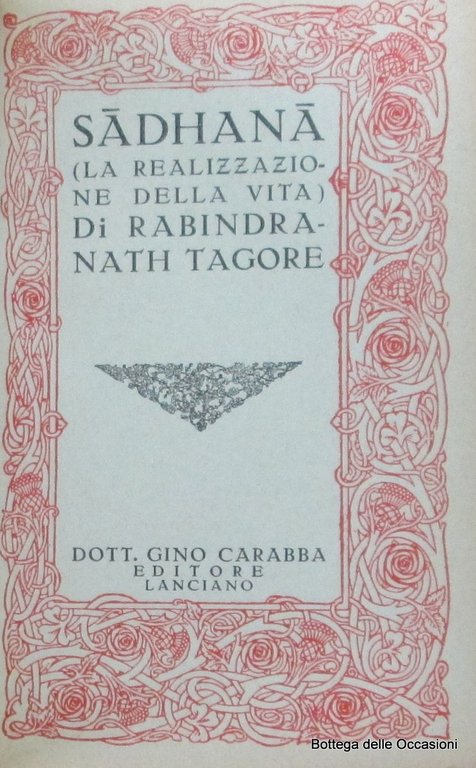 SĀDHANĀ
(LA REALIZZAZIO-
NE DELLA VITA)
Di RABINDRA-
NATH TAGORE
DOTT. GINO CARABBA
EDITORE
LANCIANO
Bottega delle Occasioni